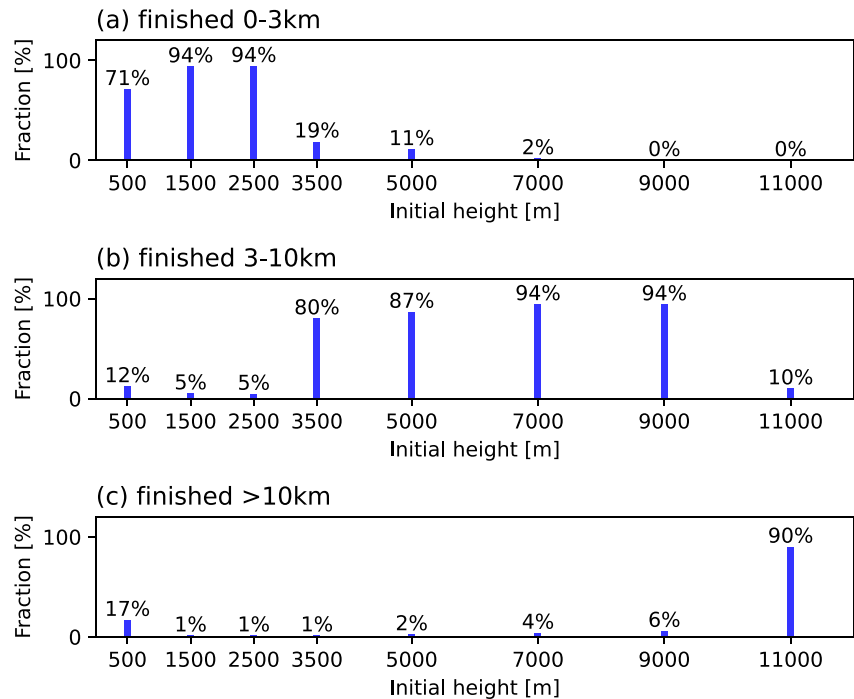 (a) finished 0-3km
Fraction [%]
100
0
71%
94%
94%
19%
11%
2%
0%
0%
500 1500 2500 3500 5000 7000 9000 11000
Initial height [m]
(b) finished 3-10km
Fraction [%]
100
0
12%
5%
5%
80%
87%
94%
94%
10%
500 1500 2500 3500 5000 7000 9000 11000
Initial height [m]
(c) finished >10km
Fraction [%]
100
0
17%
1%
1%
1%
2%
4%
6%
90%
500 1500 2500 3500 5000 7000 9000 11000
Initial height [m]